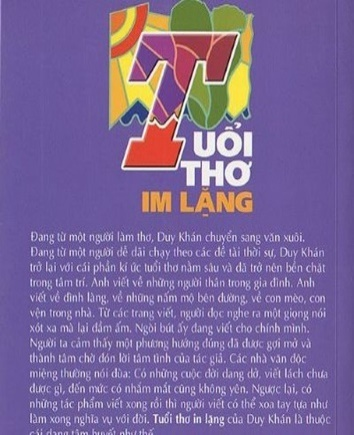 TUỔI
THƠ
IM LẶNG
Đang từ một người làm thơ, Duy Khán chuyển sang văn xuôi.
Đang từ một người dễ dãi chạy theo các đề tài thời sự, Duy Khán
trở lại với cái phần kí ức tuổi thơ nằm sâu và đã trở nên bền chặt
trong tâm trí. Anh viết về những người thân trong gia đình. Anh
viết về đình làng, về những nấm mộ bên đường, về con mèo, con
vện trong nhà. Từ các trang viết, người đọc nghe ra một giọng nói
xót xa mà lại đầm ấm. Ngòi bút ấy đang viết cho chính mình.
Người ta cảm thấy một phương hướng đúng đã được gợi mở và
thành tâm chờ đón lời tâm tình của tác giả. Các nhà văn độc
miệng thường nói đùa: Có những cuộc đời đang dở, viết lách chưa
được gì, đến mức có nhắm mắt cũng không yên. Ngược lại, có
những tác phẩm viết xong rồi thì người viết có thể xoa tay tựa như
làm xong nghĩa vụ với đời. Tuổi thơ in lặng của Duy Khán là thuộc
cái dạng tâm huyết như thế.